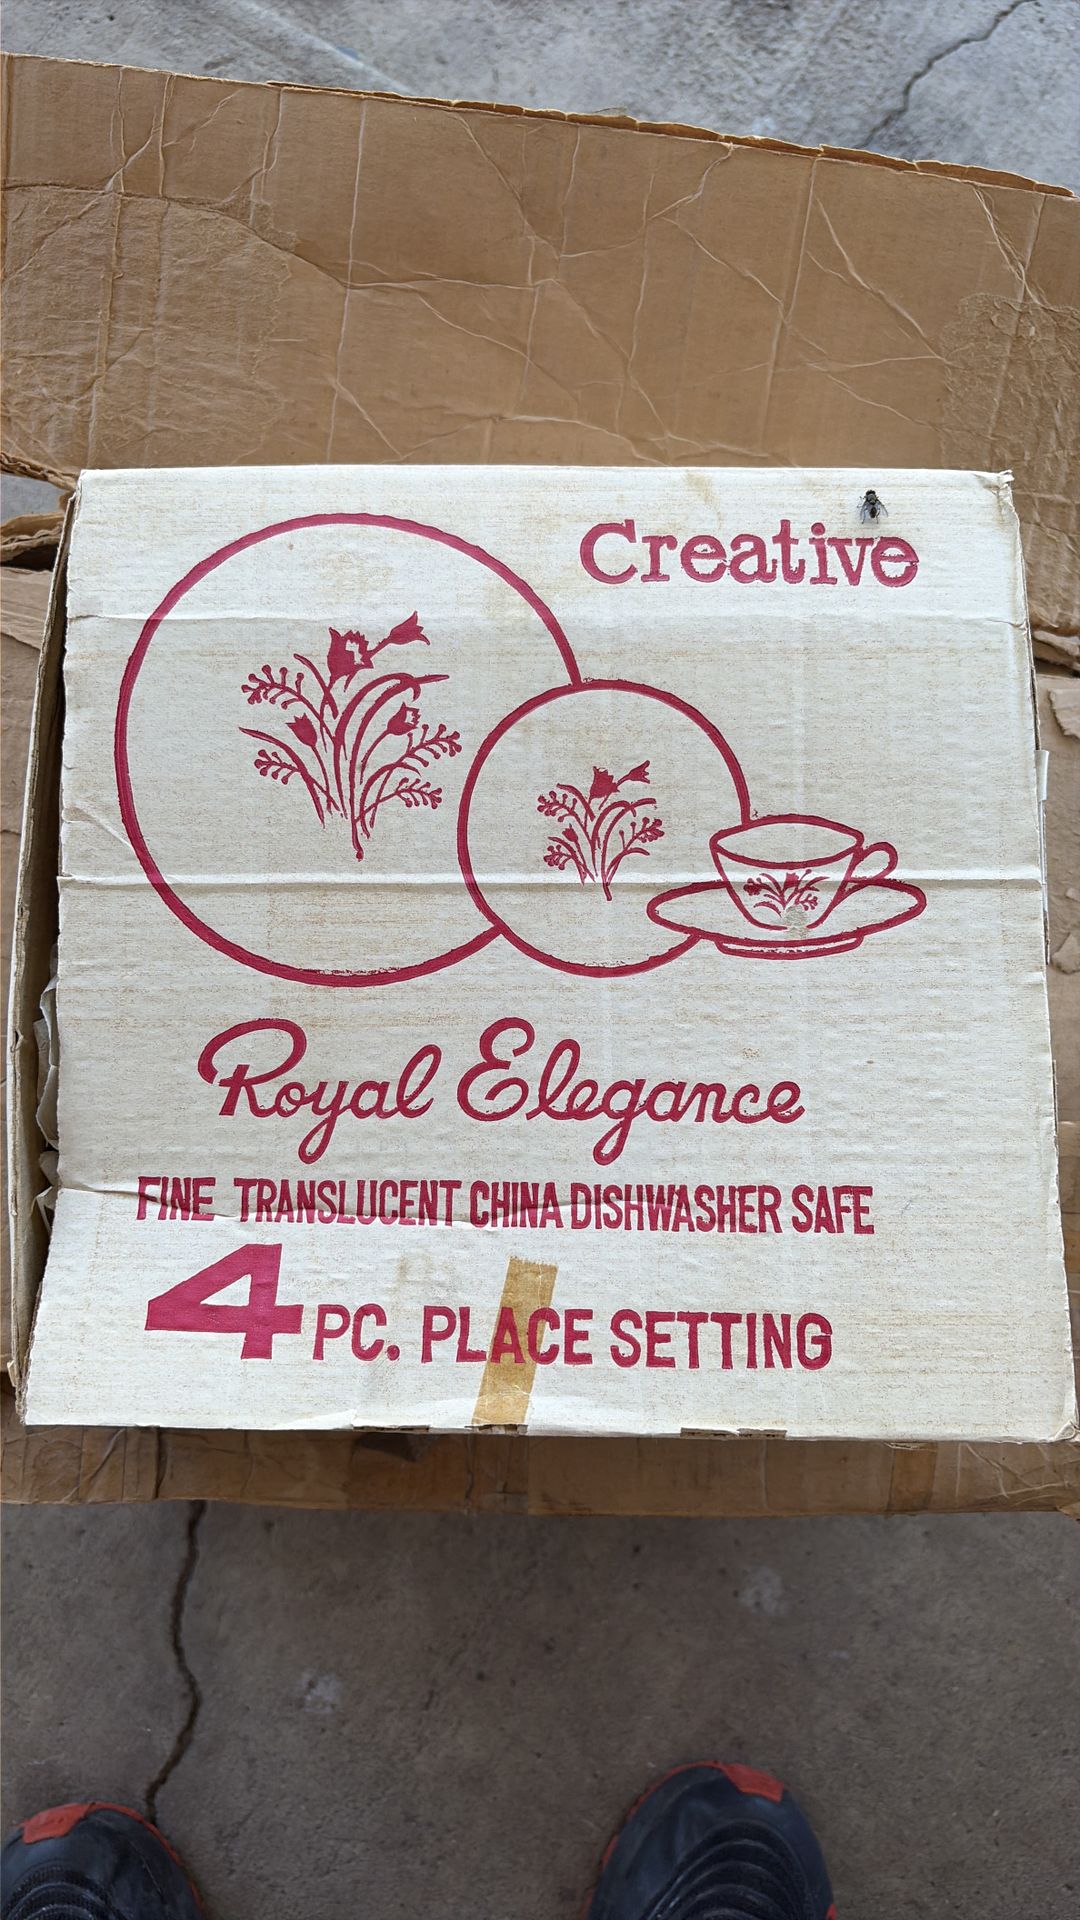 Creative
Royal Elegance
FINE TRANSLUCENT CHINA DISHWASHER SAFE
4 PC. PLACE SETTING